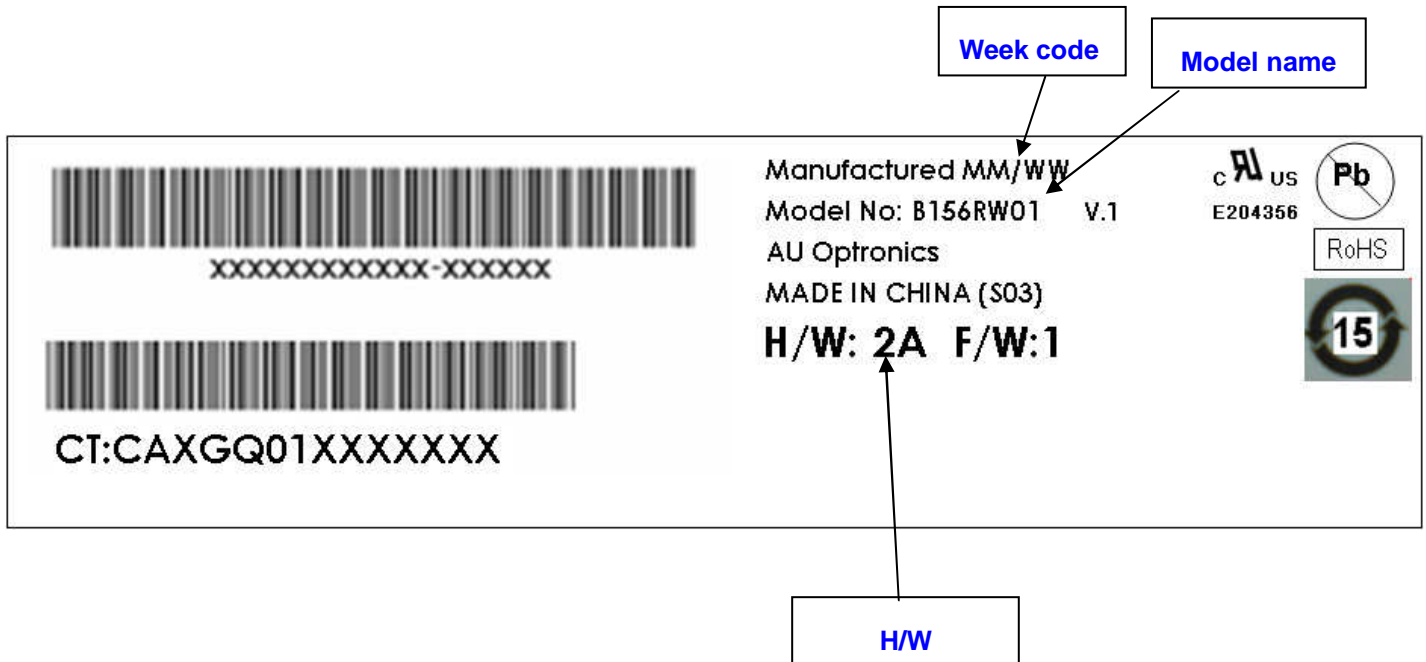 Week code
Model name
Manufactured MM/WW
Model No: B156RW01 V.1
AU Optronics
MADE IN CHINA (S03)
H/W: 2A F/W:1
c RU US
E204356
Pb
RoHS
15
XXXXXXXXXXXX-XXXXXX
CT:CAXGQ01XXXXXXX
H/W